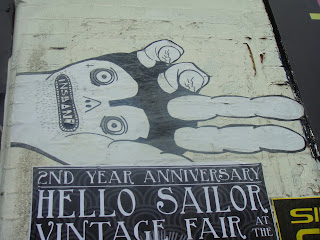 2ND YEAR ANNIVERSARY
HELLO SAILOR
VINTAGE FAIR AT THE